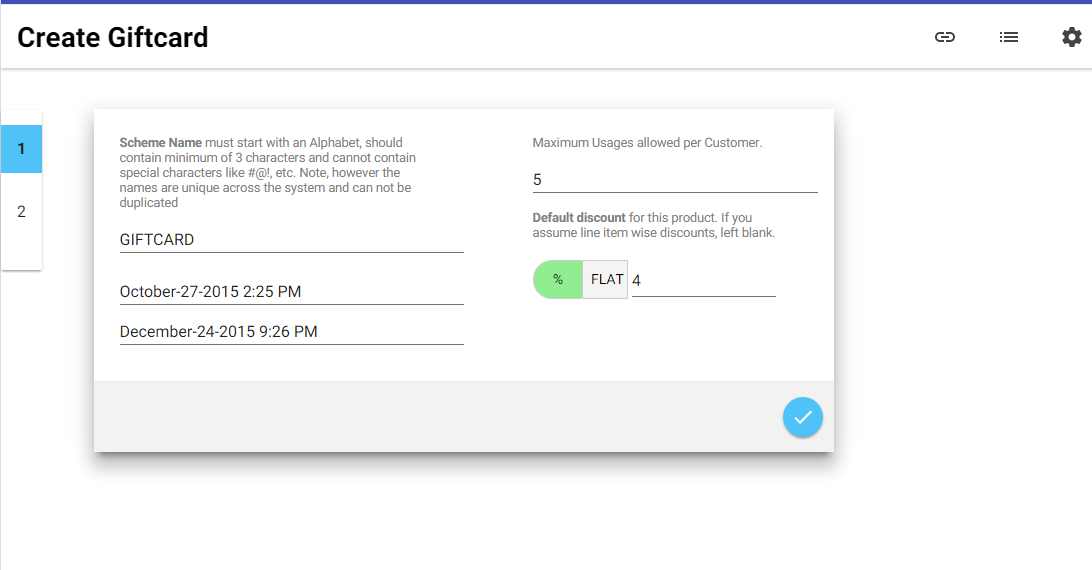 Create Giftcard
1
2
Scheme Name must start with an Alphabet, should
contain minimum of 3 characters and cannot contain
special characters like #@!, etc. Note, however the
names are unique across the system and can not be
duplicated
GIFTCARD
October-27-2015 2:25 PM
December-24-2015 9:26 PM
Maximum Usages allowed per Customer.
5
Default discount for this product. If you
assume line item wise discounts, left blank.
% FLAT 4